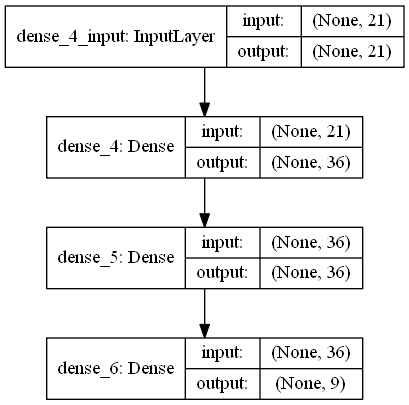 dense_4_input: InputLayer
input: (None, 21)
output: (None, 21)
dense_4: Dense
input: (None, 21)
output: (None, 36)
dense_5: Dense
input: (None, 36)
output: (None, 36)
dense_6: Dense
input: (None, 36)
output: (None, 9)